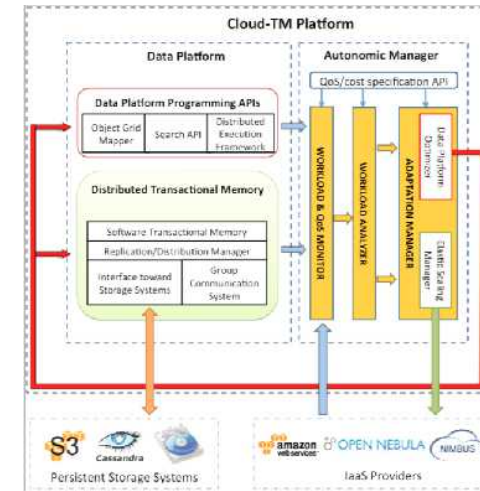 Cloud-TM Platform
Data Platform
Autonomic Manager
QoS/cost specification API
Data Platform Programming APIs
Object Grid
Mapper
Search API
Distributed
Execution
Framework
Distributed Transactional Memory
Software Transactional Memory
Replication/Distribution Manager
Interface toward
Storage Systems
Group
Communication
System
WORKLOAD & QoS MONITOR
WORKLOAD ANALYZER
ADAPTATION MANAGER
Data Platform
Optimizer
Elastic Scaling
Manager
S3
Cassandra
Persistent Storage Systems
amazon
webservices
OPEN NEBULA
NIMBUS
IaaS Providers